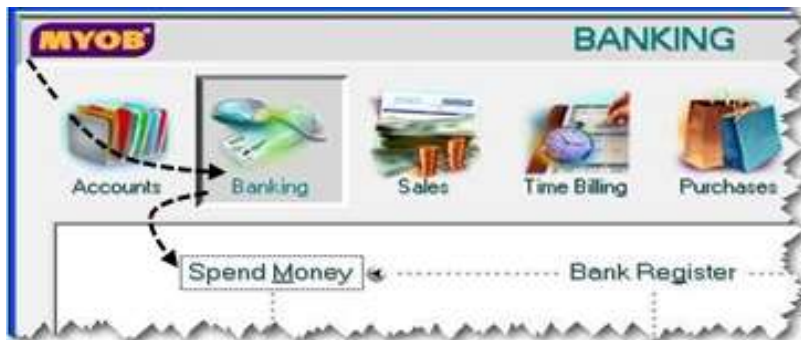 MYOB BANKING
Accounts Banking Sales Time Billing Purchases
Spend Money Bank Register